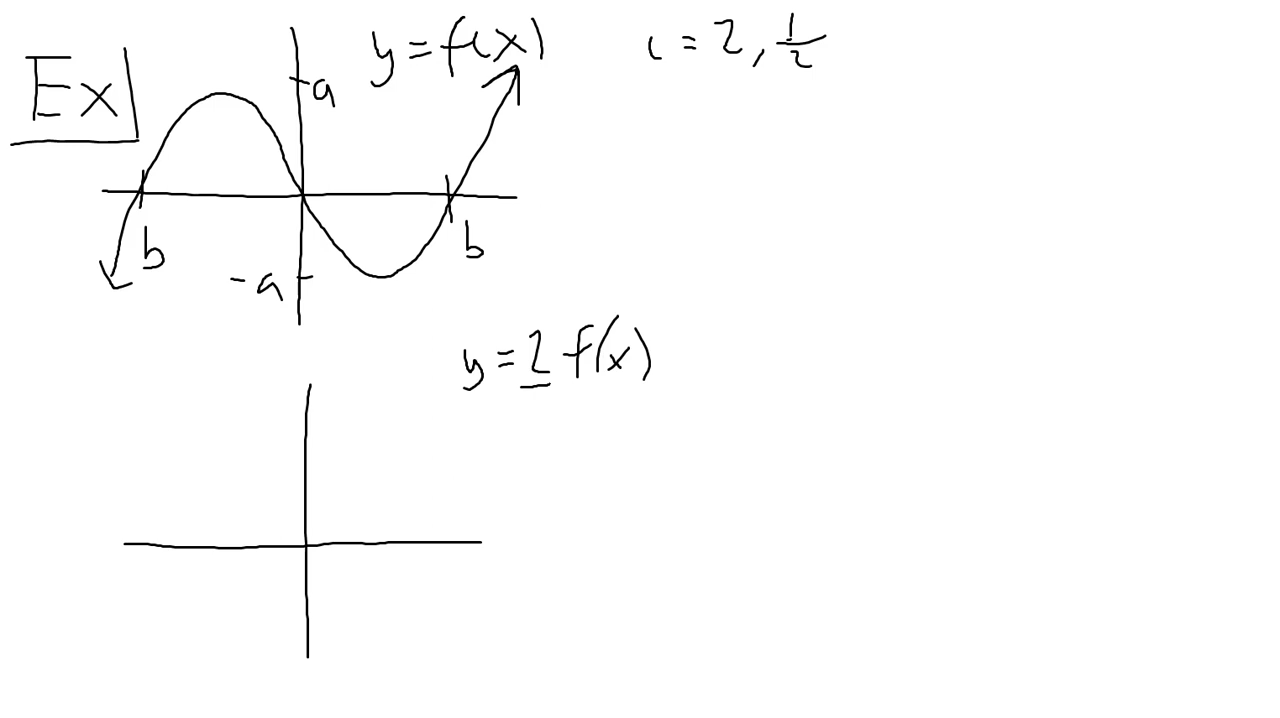 Ex
y = f(x)
c = 2, 1/2
a
b
b
-a
y = 2 f(x)